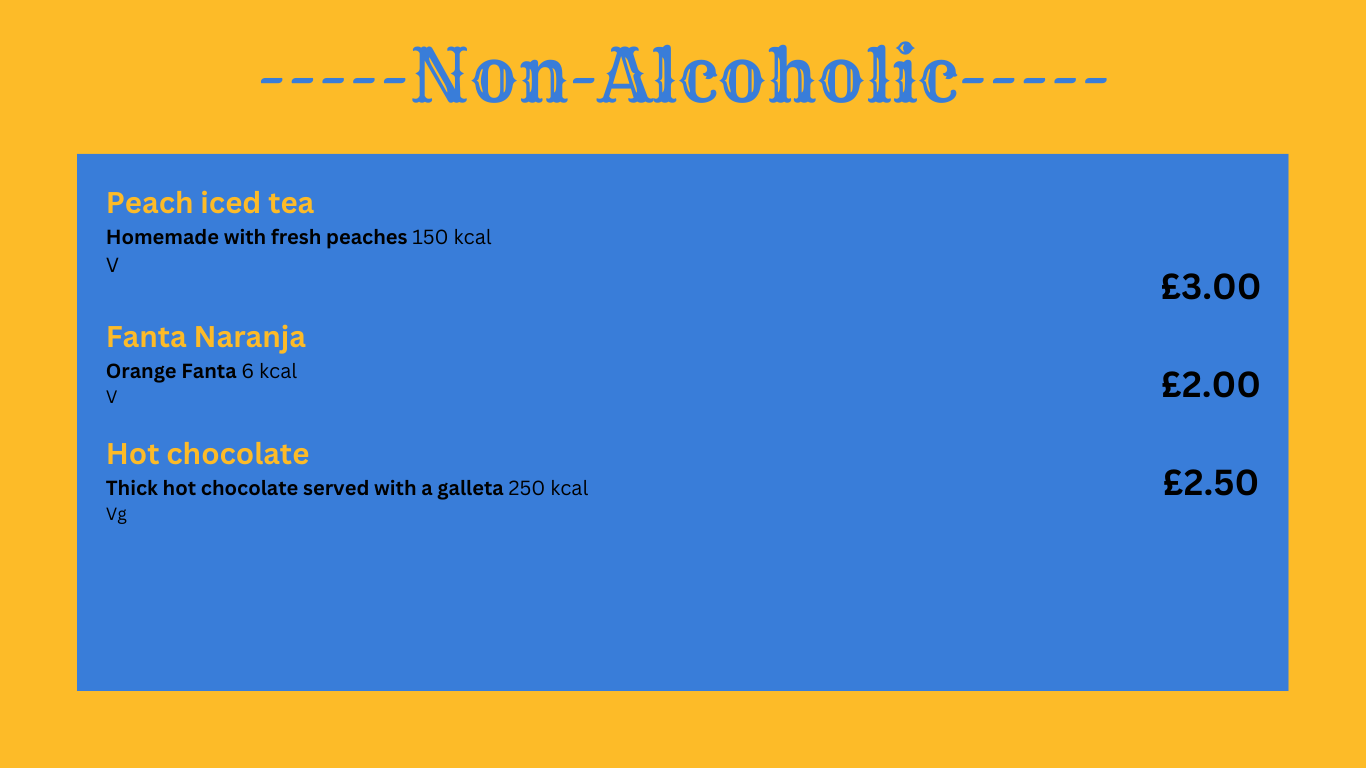 -----Non-Alcoholic-----
Peach iced tea
Homemade with fresh peaches 150 kcal
V
£3.00
Fanta Naranja
Orange Fanta 6 kcal
£2.00
V
Hot chocolate
Thick hot chocolate served with a galleta 250 kcal
£2.50
Vg